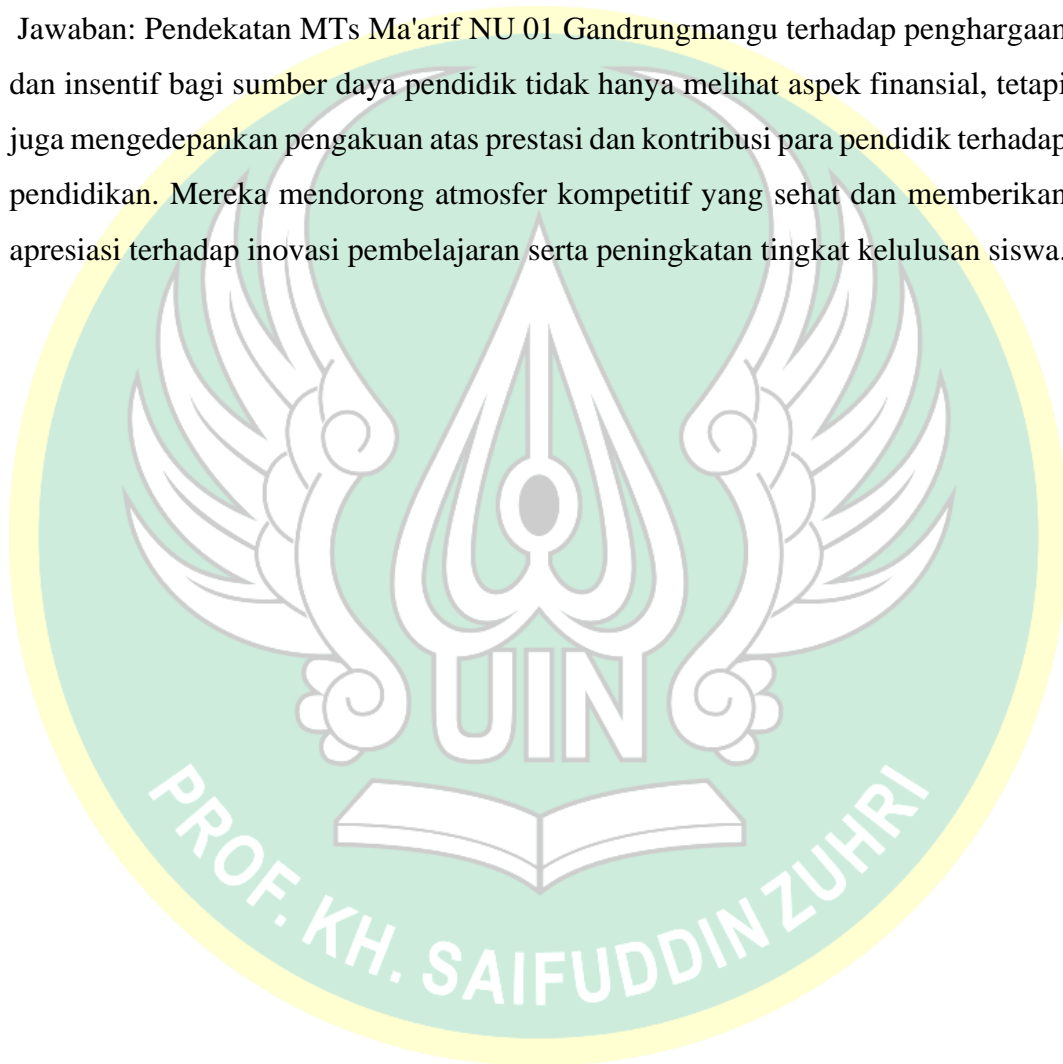 Jawaban: Pendekatan MTs Ma'arif NU 01 Gandrungmangu terhadap penghargaan
dan insentif bagi sumber daya pendidik tidak hanya melihat aspek finansial, tetapi
juga mengedepankan pengakuan atas prestasi dan kontribusi para pendidik terhadap
pendidikan. Mereka mendorong atmosfer kompetitif yang sehat dan memberikan
apresiasi terhadap inovasi pembelajaran serta peningkatan tingkat kelulusan siswa.
UIN
PROF. KH. SAIFUDDIN ZUHRI